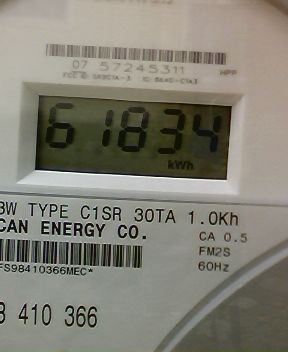 07 57245311
61834
kWh
3W TYPE C1SR 30TA 1.0Kh
CAN ENERGY CO.
CA 0.5
FM2S
60Hz
FS98410366MEC*
410 366